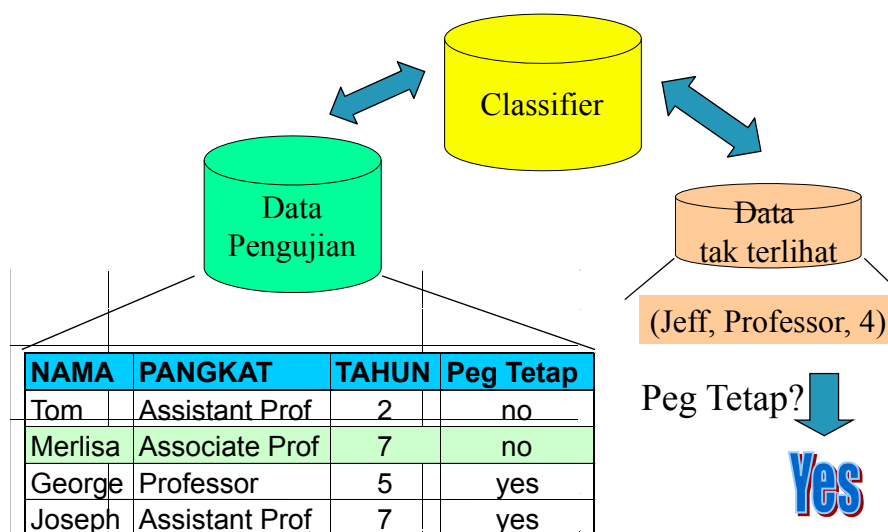 Classifier
Data
Pengujian
Data
tak terlihat
(Jeff, Professor, 4)
NAMA PANGKAT TAHUN Peg Tetap
Tom Assistant Prof 2 no
Merlisa Associate Prof 7 no
George Professor 5 yes
Joseph Assistant Prof 7 yes
Peg Tetap?
Yes